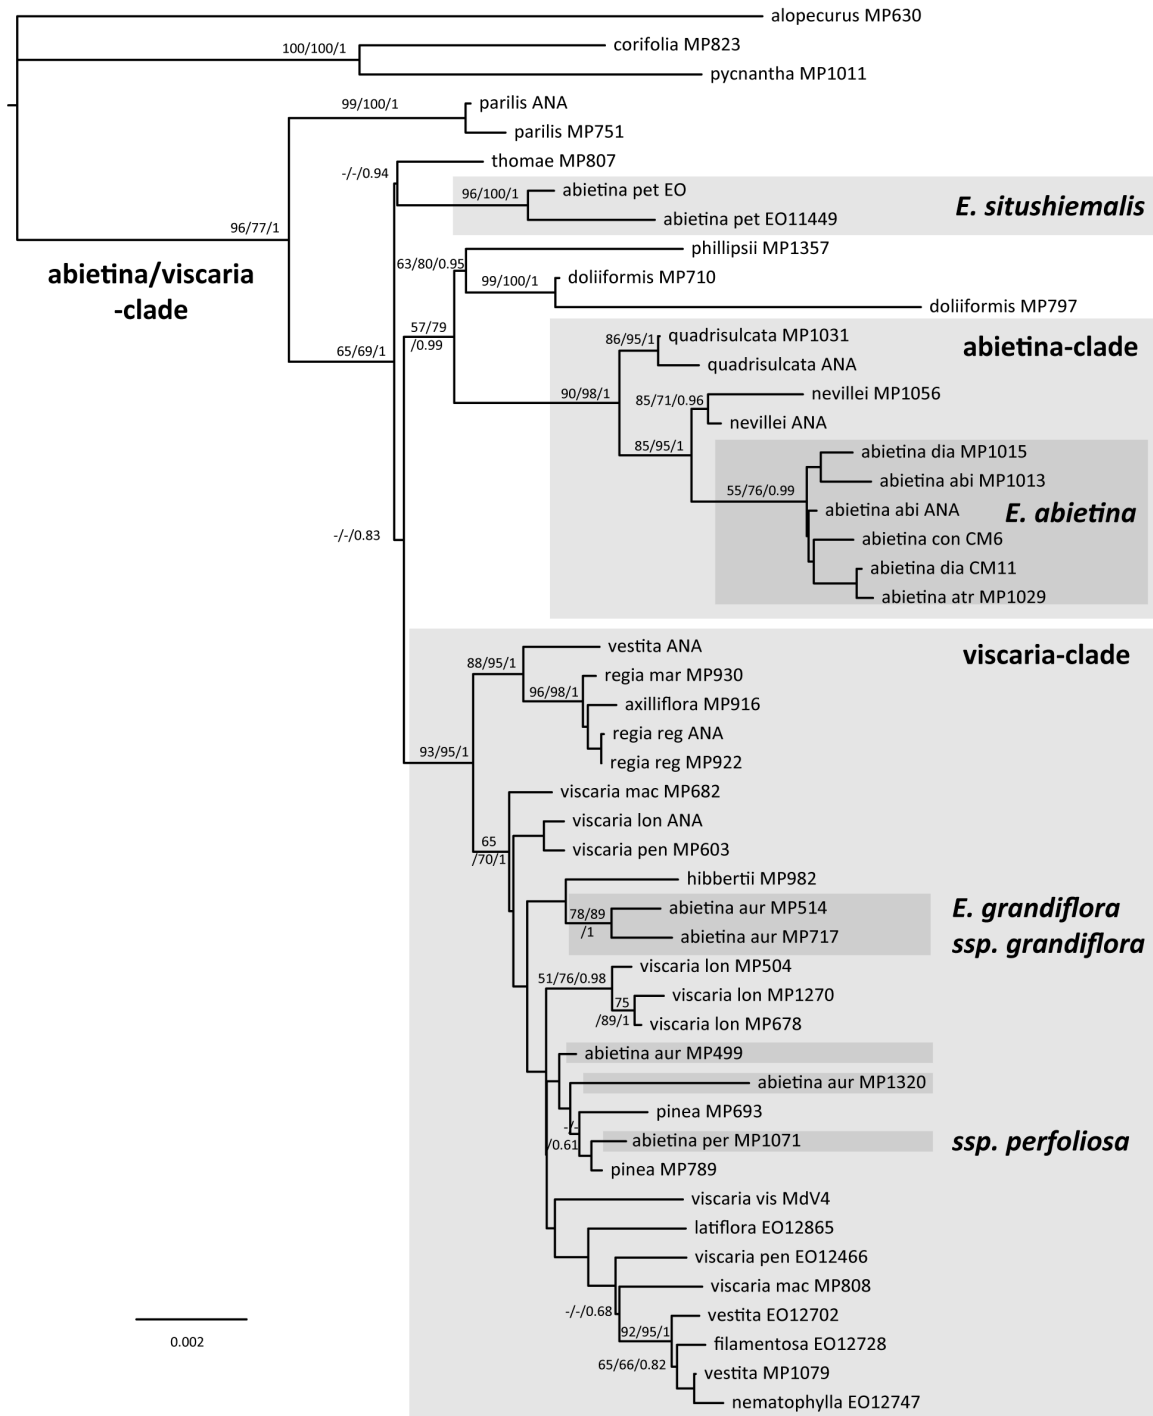 alopecurus MP630
corifolia MP823
100/100/1
pycnantha MP1011
parilis ANA
99/100/1
parilis MP751
thomae MP807
-/-/0.94
abietina pet EO
96/100/1
E. situshiemalis
abietina pet EO11449
96/77/1
phillipsii MP1357
abietina/viscaria
-clade
63/80/0.95
doliiformis MP710
99/100/1
doliiformis MP797
57/79
/0.99
quadrisulcata MP1031
86/95/1
abietina-clade
65/69/1
quadrisulcata ANA
90/98/1
nevillei MP1056
85/71/0.96
nevillei ANA
85/95/1
abietina dia MP1015
abietina abi MP1013
55/76/0.99
abietina abi ANA
E. abietina
-/-/0.83
abietina con CM6
abietina dia CM11
abietina atr MP1029
vestita ANA
viscaria-clade
88/95/1
regia mar MP930
96/98/1
axilliflora MP916
regia reg ANA
93/95/1
regia reg MP922
viscaria mac MP682
viscaria lon ANA
65
/70/1
viscaria pen MP603
hibbertii MP982
abietina aur MP514
E. grandiflora
ssp. grandiflora
78/89
/1
abietina aur MP717
viscaria lon MP504
51/76/0.98
viscaria lon MP1270
75
/89/1
viscaria lon MP678
abietina aur MP499
abietina aur MP1320
pinea MP693
-/-
/0.61
abietina per MP1071
ssp. perfoliosa
pinea MP789
viscaria vis MdV4
latiflora EO12865
viscaria pen EO12466
viscaria mac MP808
-/-/0.68
vestita EO12702
92/95/1
filamentosa EO12728
65/66/0.82
vestita MP1079
nematophylla EO12747
0.002